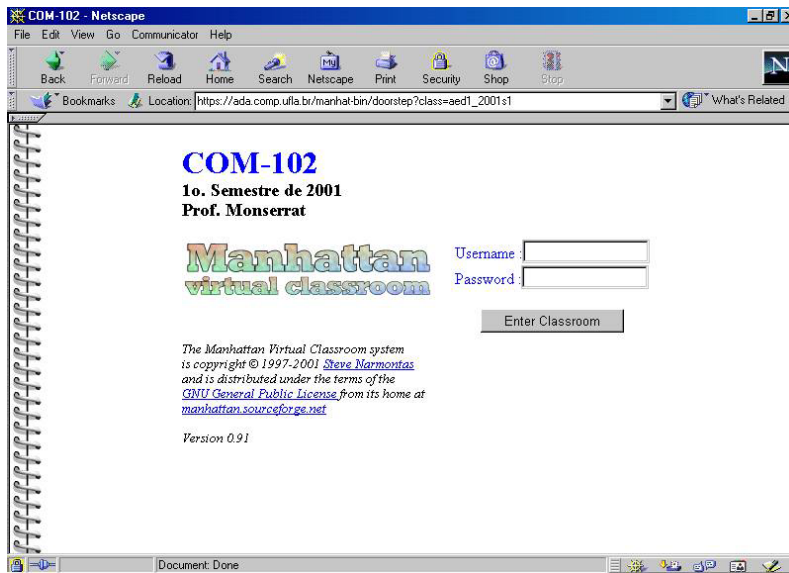 COM-102 - Netscape
File Edit View Go Communicator Help
Back Forward Reload Home Search Netscape Print Security Shop Stop
My
N
Bookmarks Location: https://ada.comp.ufla.br/manhat-bin/doorstep?class=aed1_2001s1 What's Related
COM-102
1o. Semestre de 2001
Prof. Monserrat
Manhattan
virtual classroom
Username :
Password :
Enter Classroom
The Manhattan Virtual Classroom system
is copyright © 1997-2001 Steve Narmontas
and is distributed under the terms of the
GNU General Public License from its home at
manhattan.sourceforge.net
Version 0.91
Document: Done